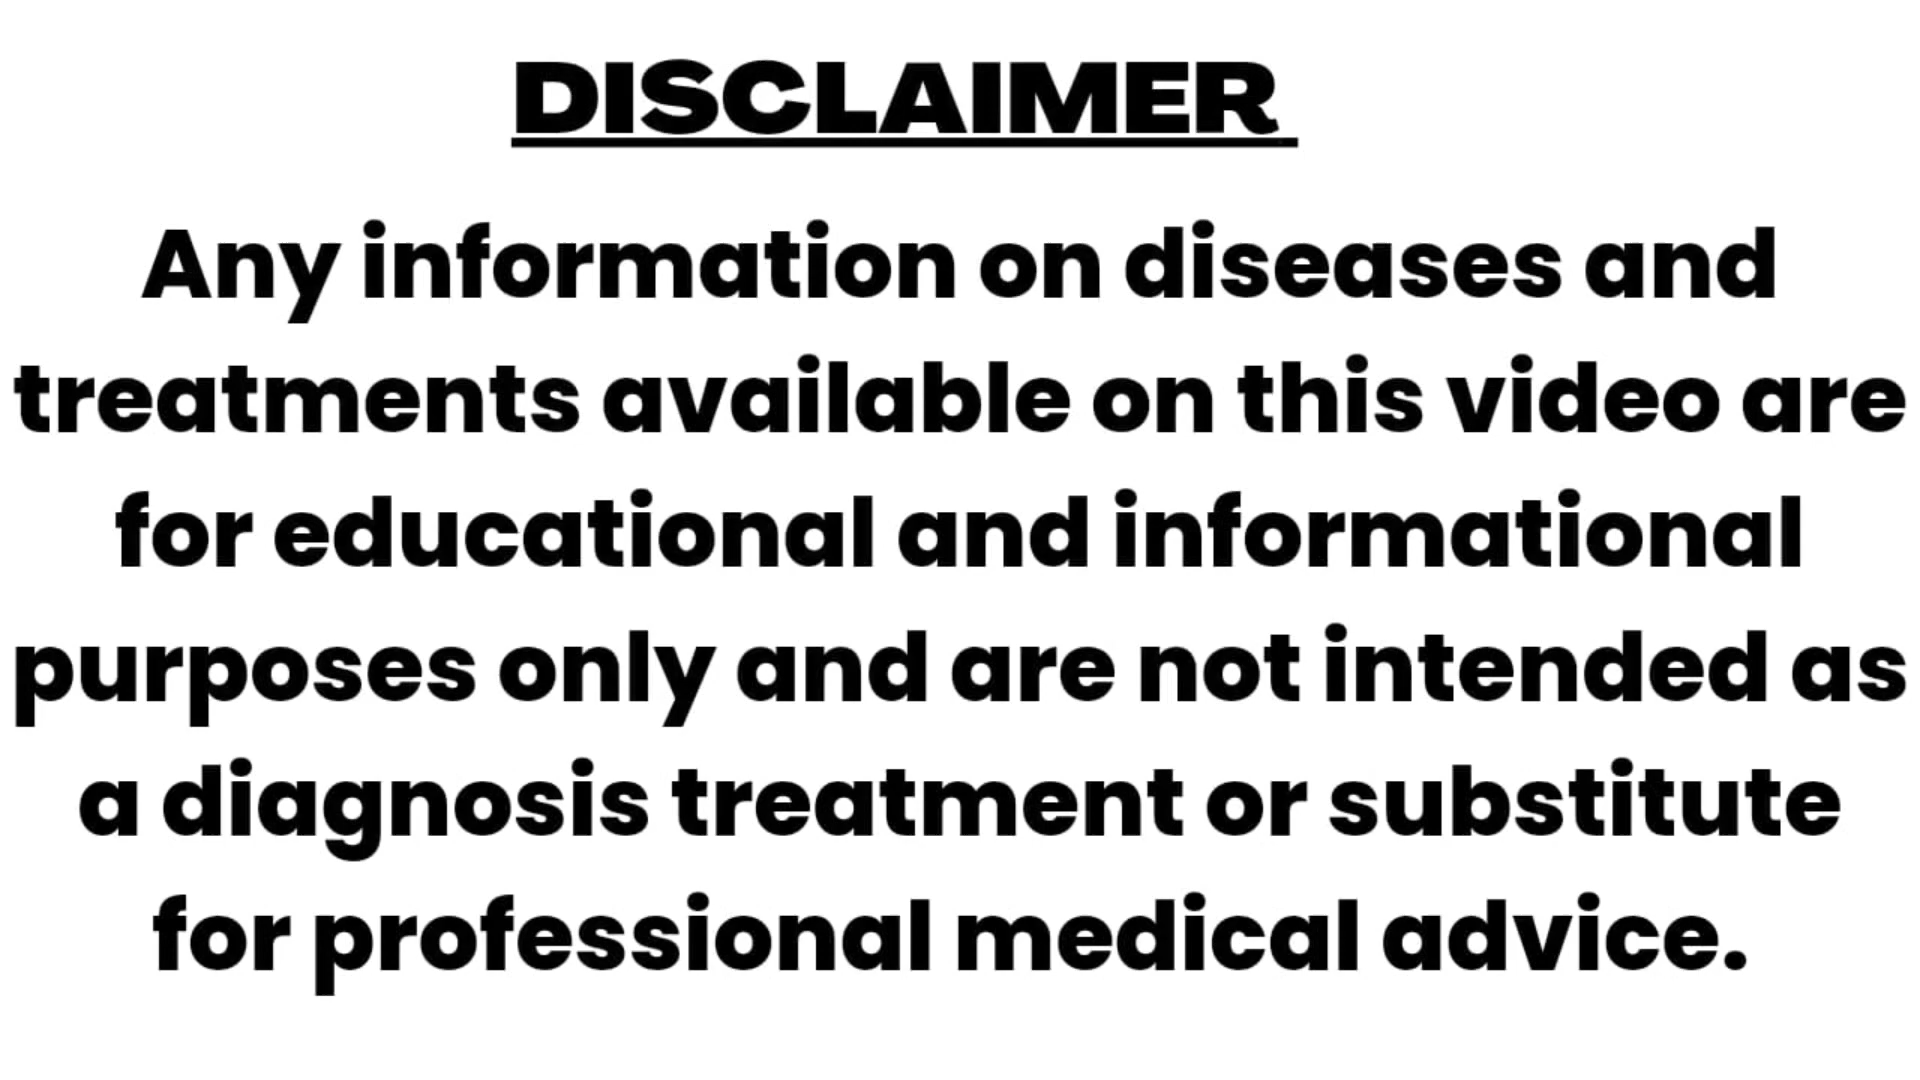 DISCLAIMER
Any information on diseases and
treatments available on this video are
for educational and informational
purposes only and are not intended as
a diagnosis treatment or substitute
for professional medical advice.